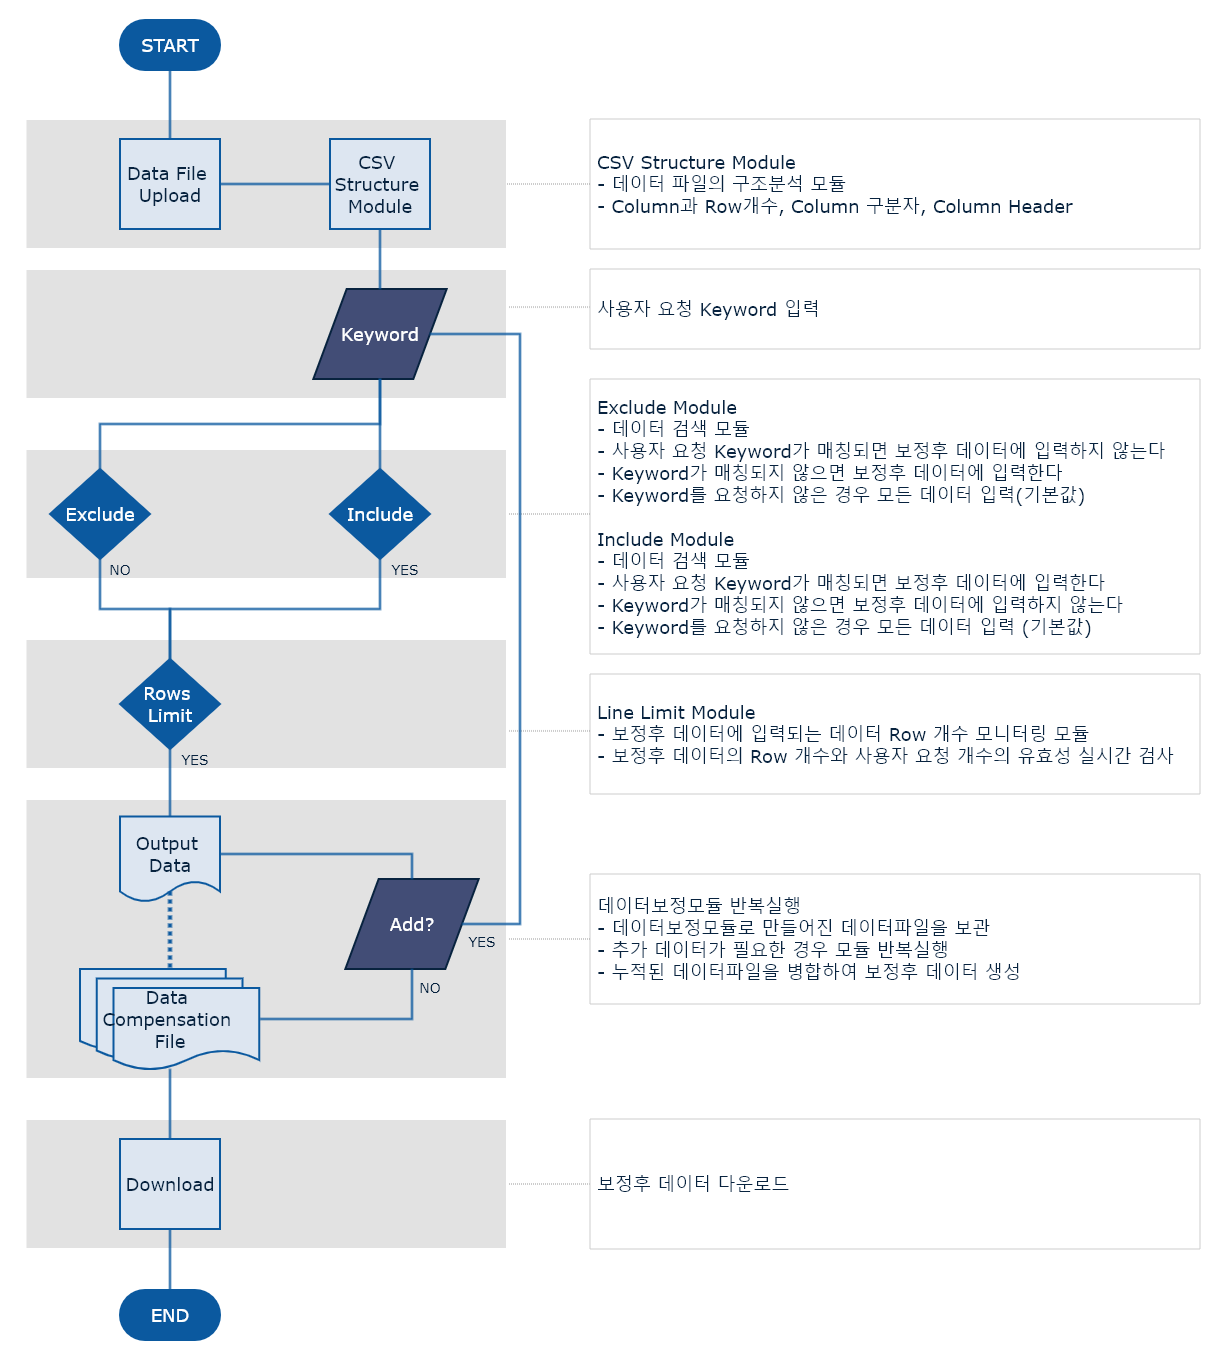 START
Data File
Upload
CSV
Structure
Module
CSV Structure Module
- 데이터 파일의 구조분석 모듈
- Column과 Row개수, Column 구분자, Column Header
Keyword
사용자 요청 Keyword 입력
Exclude
NO
Include
YES
Exclude Module
- 데이터 검색 모듈
- 사용자 요청 Keyword가 매칭되면 보정후 데이터에 입력하지 않는다
- Keyword가 매칭되지 않으면 보정후 데이터에 입력한다
- Keyword를 요청하지 않은 경우 모든 데이터 입력(기본값)
Include Module
- 데이터 검색 모듈
- 사용자 요청 Keyword가 매칭되면 보정후 데이터에 입력한다
- Keyword가 매칭되지 않으면 보정후 데이터에 입력하지 않는다
- Keyword를 요청하지 않은 경우 모든 데이터 입력 (기본값)
Rows
Limit
YES
Line Limit Module
- 보정후 데이터에 입력되는 데이터 Row 개수 모니터링 모듈
- 보정후 데이터의 Row 개수와 사용자 요청 개수의 유효성 실시간 검사
Output
Data
Add?
YES
NO
Data
Compensation
File
데이터보정모듈 반복실행
- 데이터보정모듈로 만들어진 데이터파일을 보관
- 추가 데이터가 필요한 경우 모듈 반복실행
- 누적된 데이터파일을 병합하여 보정후 데이터 생성
Download
보정후 데이터 다운로드
END